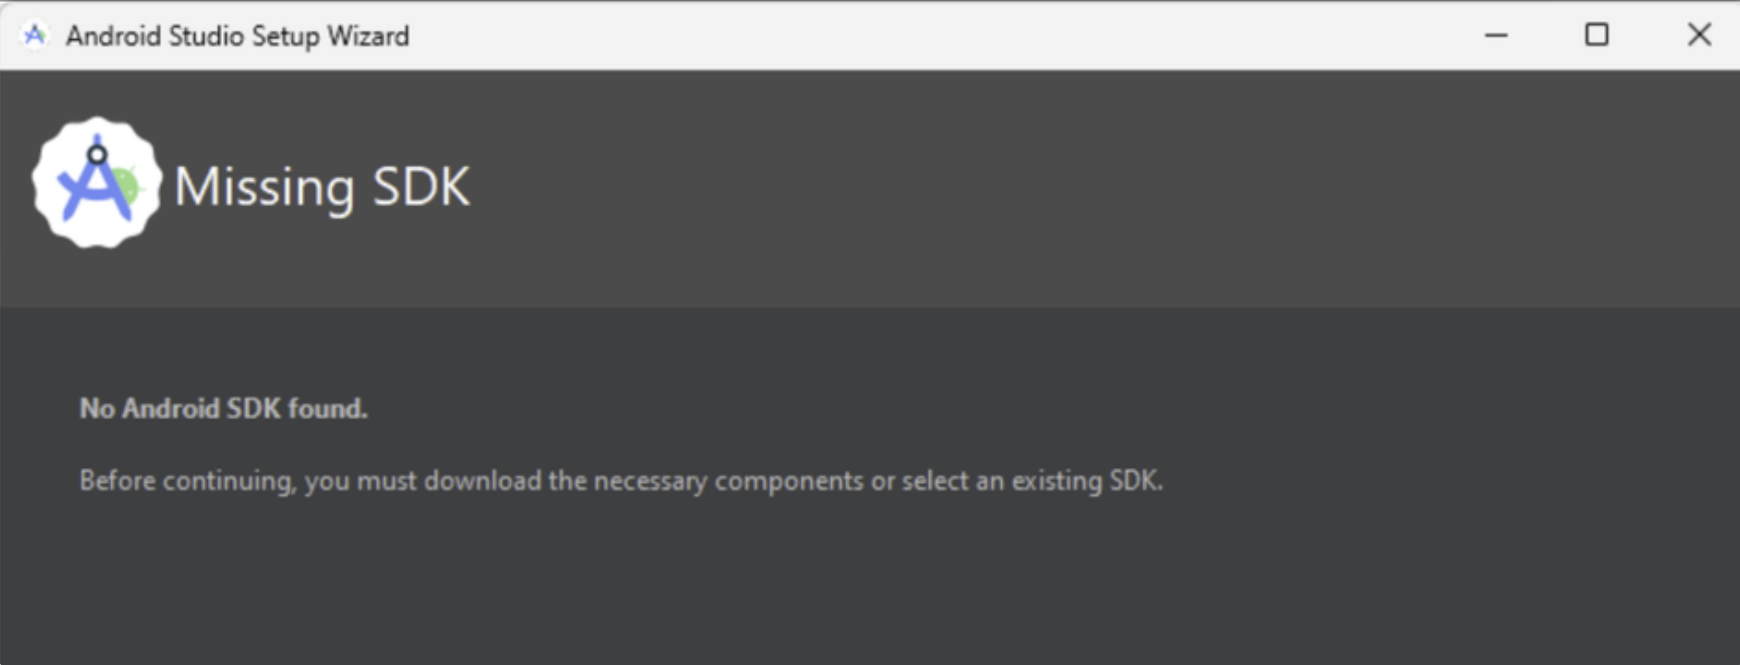 Android Studio Setup Wizard
Missing SDK
No Android SDK found.
Before continuing, you must download the necessary components or select an existing SDK.